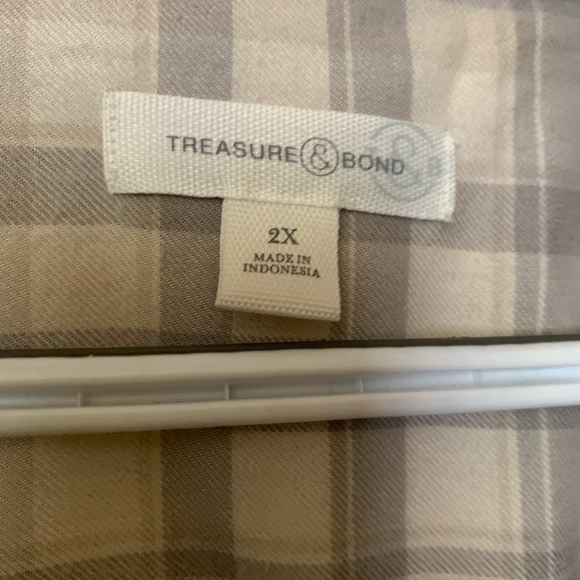 TREASURE & BOND
& B
2X
MADE IN
INDONESIA